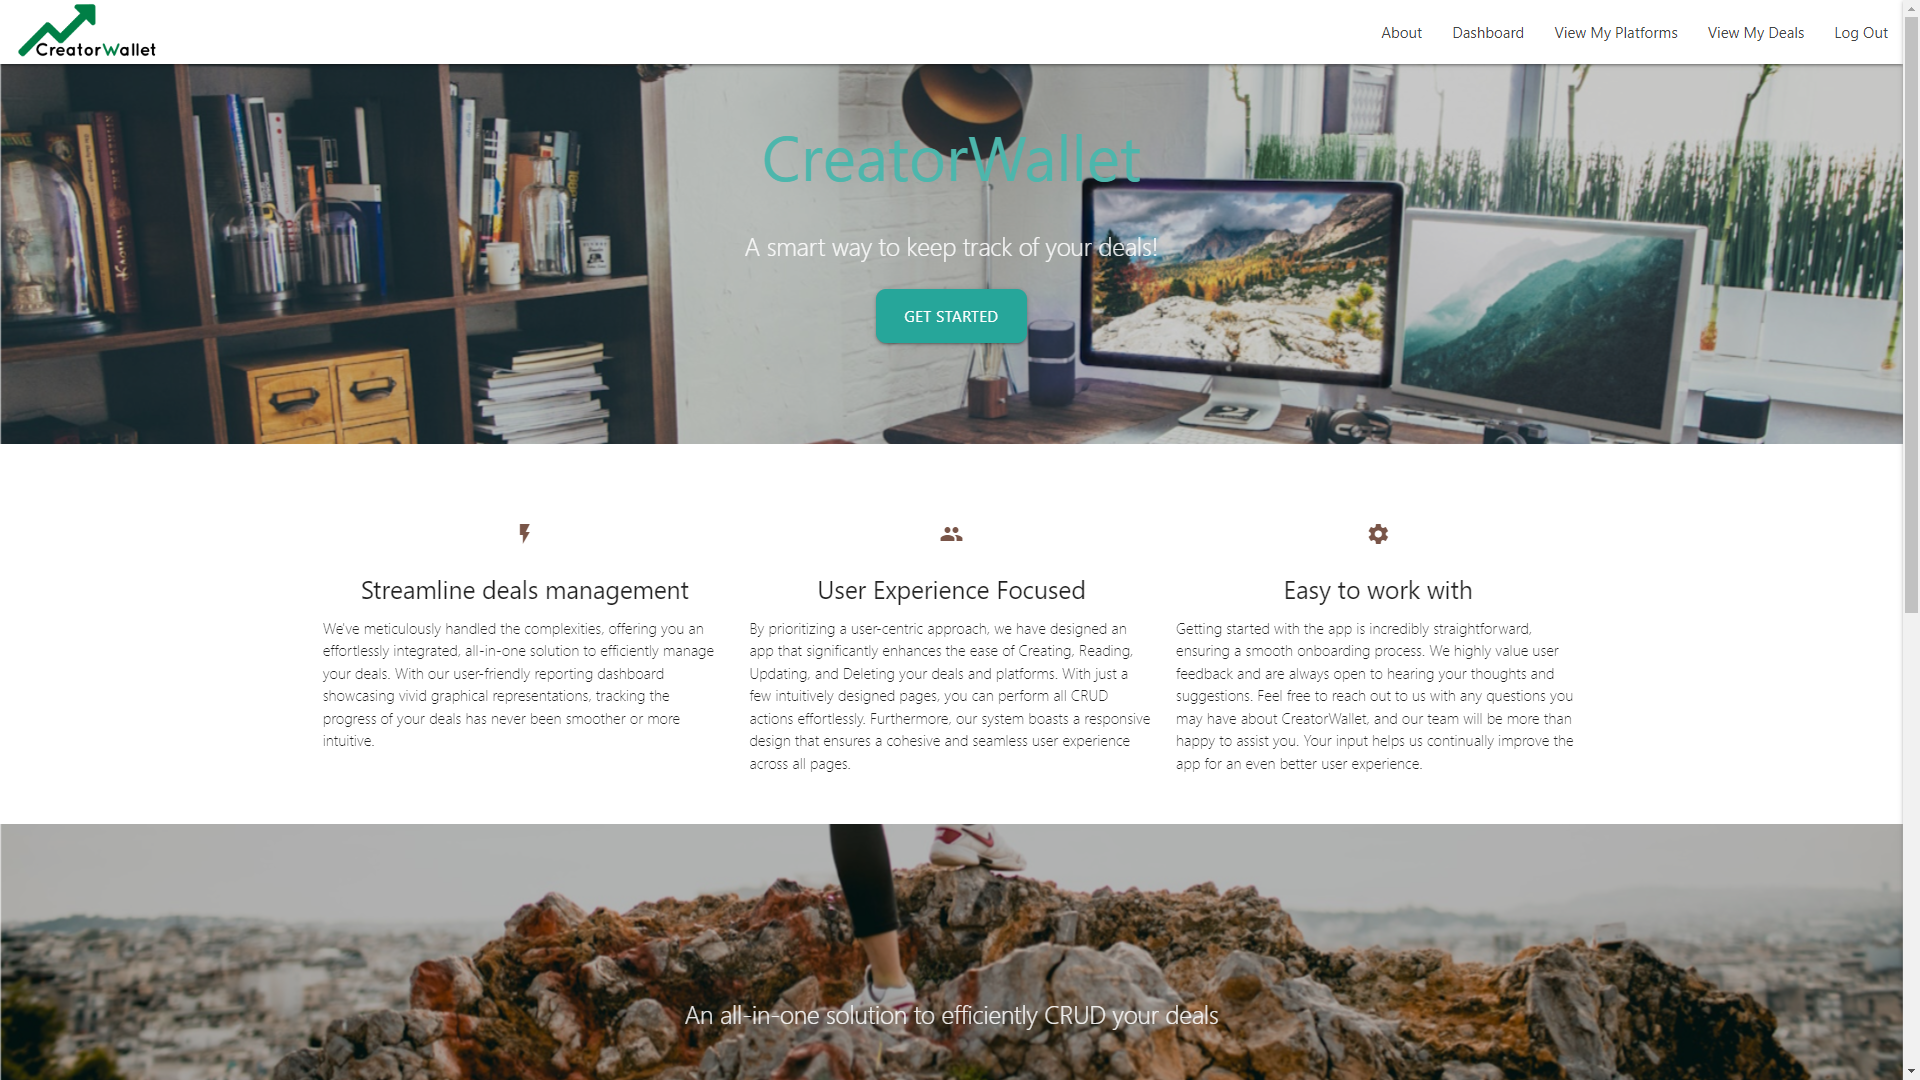 CreatorWallet
About
Dashboard
View My Platforms
View My Deals
Log Out
CreatorWallet
A smart way to keep track of your deals!
GET STARTED
Streamline deals management
We've meticulously handled the complexities, offering you an
effortlessly integrated, all-in-one solution to efficiently manage
your deals. With our user-friendly reporting dashboard
showcasing vivid graphical representations, tracking the
progress of your deals has never been smoother or more
intuitive.
User Experience Focused
By prioritizing a user-centric approach, we have designed an
app that significantly enhances the ease of Creating, Reading,
Updating, and Deleting your deals and platforms. With just a
few intuitively designed pages, you can perform all CRUD
actions effortlessly. Furthermore, our system boasts a responsive
design that ensures a cohesive and seamless user experience
across all pages.
Easy to work with
Getting started with the app is incredibly straightforward,
ensuring a smooth onboarding process. We highly value user
feedback and are always open to hearing your thoughts and
suggestions. Feel free to reach out to us with any questions you
may have about CreatorWallet, and our team will be more than
happy to assist you. Your input helps us continually improve the
app for an even better user experience.
An all-in-one solution to efficiently CRUD your deals